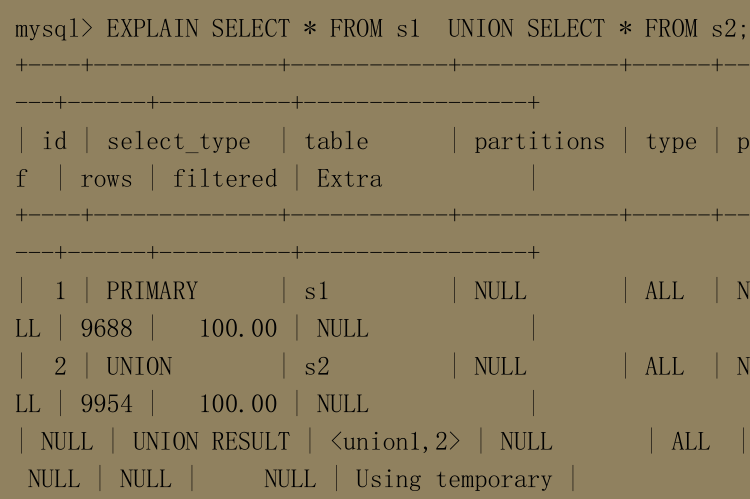 mysql> EXPLAIN SELECT * FROM s1  UNION SELECT * FROM s2;
+----+--------------+------------+------------+------+--
---+------+----------+-----------------+
| id | select_type  | table      | partitions | type | p
f  | rows | filtered | Extra           |
+----+--------------+------------+------------+------+--
---+------+----------+-----------------+
|  1 | PRIMARY      | s1         | NULL       | ALL  | N
LL | 9688 |   100.00 | NULL            |
|  2 | UNION        | s2         | NULL       | ALL  | N
LL | 9954 |   100.00 | NULL            |
| NULL | UNION RESULT | <union1,2> | NULL       | ALL  |
 NULL | NULL |     NULL | Using temporary |